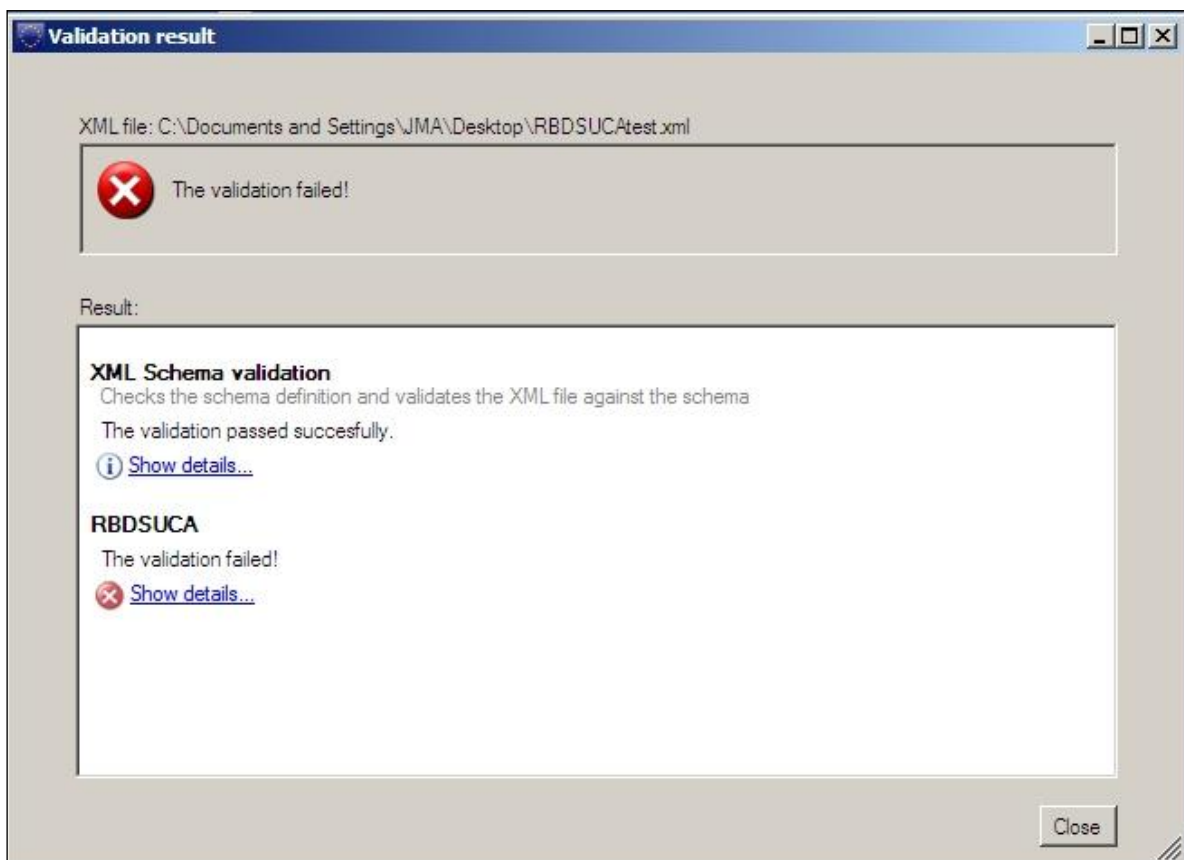 Validation result
XML file: C:\Documents and Settings\JMA\Desktop\RBDSUCAtest.xml
The validation failed!
Result:
XML Schema validation
Checks the schema definition and validates the XML file against the schema
The validation passed succesfully.
Show details...
RBDSUCA
The validation failed!
Show details...
Close